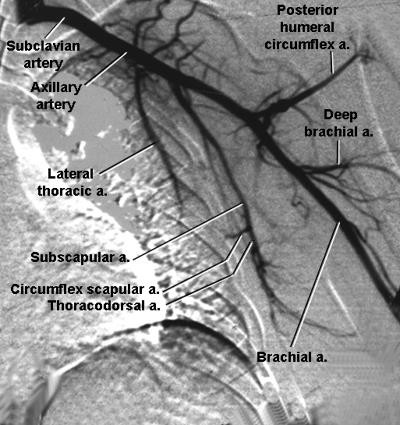 Posterior
humeral
circumflex a.
Subclavian
artery
Axillary
artery
Deep
brachial a.
Lateral
thoracic a.
Subscapular a.
Circumflex scapular a.
Thoracodorsal a.
Brachial a.